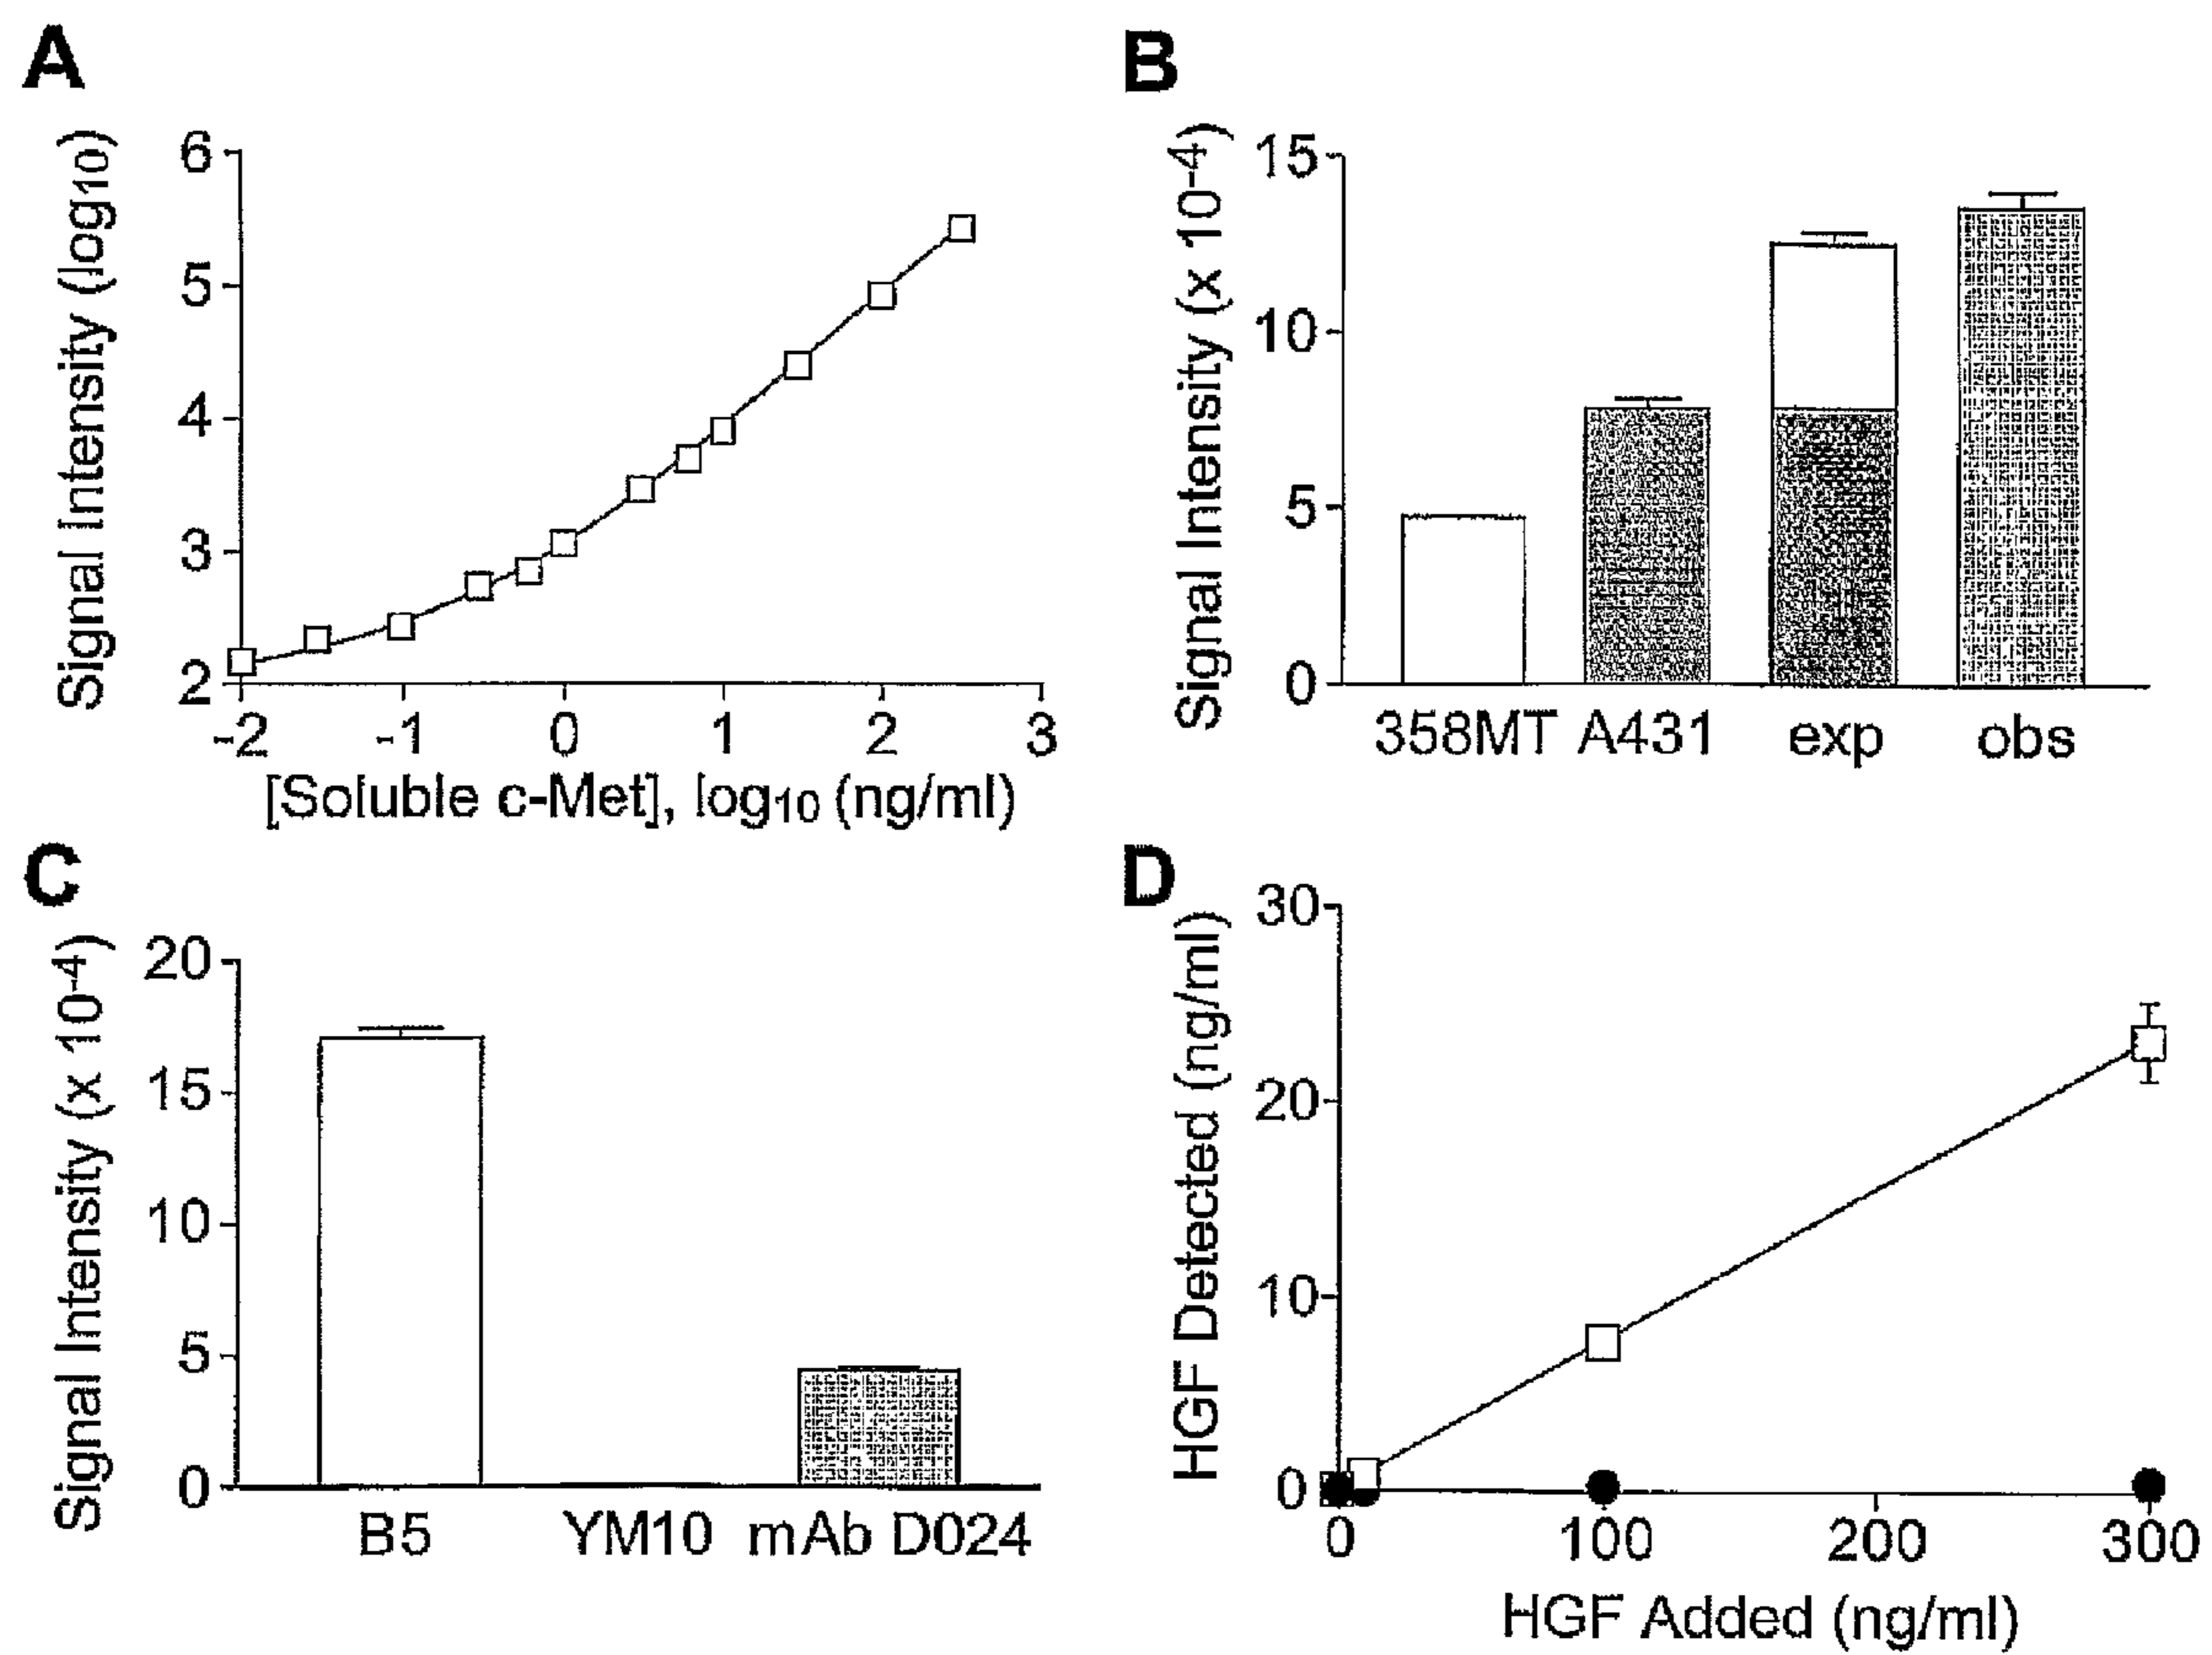 A
Signal Intensity (log10)
6
5
4
3
2
-2 -1 0 1 2 3
[Soluble c-Met], log10 (ng/ml)
B
Signal Intensity (x 10-4)
15
10
5
0
358MT A431 exp obs
C
Signal Intensity (x 10-4)
20
15
10
5
0
B5 YM10 mAb D024
D
HGF Detected (ng/ml)
30
20
10
0
0 100 200 300
HGF Added (ng/ml)